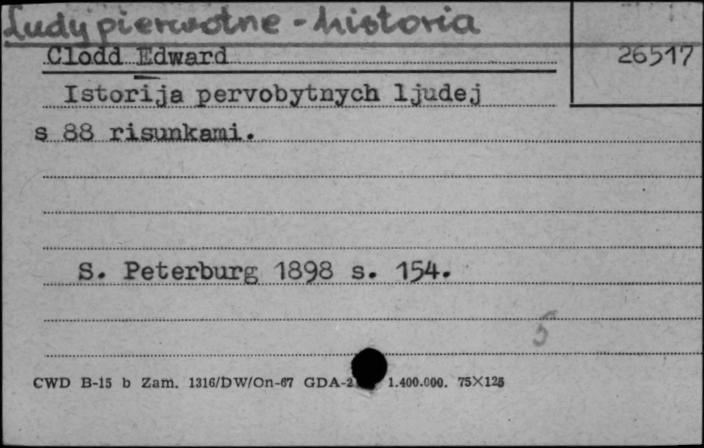 Ludy pierwotne - historia
Clodd Edward
26517
Istorija pervobytnych ljudej
s 88 risunkami.
S. Peterburg 1898 s. 154.
5
CWD B-15 b Zam. 1316/DW/On-67 GDA-2 1.400.000. 75X125